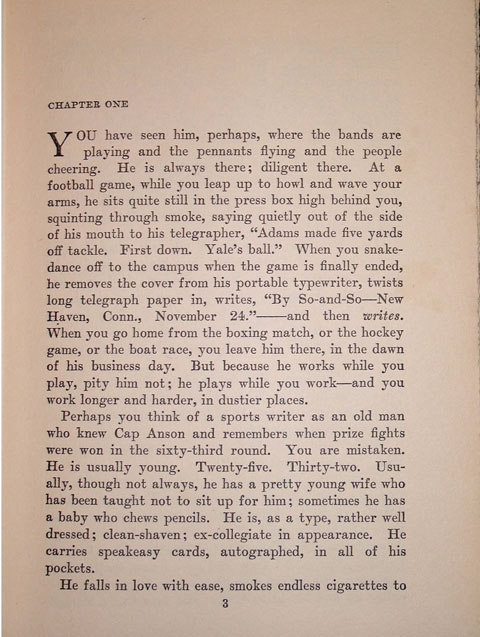 CHAPTER ONE
YOU have seen him, perhaps, where the bands are
playing and the pennants flying and the people
cheering. He is always there; diligent there. At a
football game, while you leap up to howl and wave your
arms, he sits quite still in the press box high behind you,
squinting through smoke, saying quietly out of the side
of his mouth to his telegrapher, “Adams made five yards
off tackle. First down. Yale’s ball.” When you snake-
dance off to the campus when the game is finally ended,
he removes the cover from his portable typewriter, twists
long telegraph paper in, writes, “By So-and-So—New
Haven, Conn., November 24.”——and then writes.
When you go home from the boxing match, or the hockey
game, or the boat race, you leave him there, in the dawn
of his business day. But because he works while you
play, pity him not; he plays while you work—and you
work longer and harder, in dustier places.
Perhaps you think of a sports writer as an old man
who knew Cap Anson and remembers when prize fights
were won in the sixty-third round. You are mistaken.
He is usually young. Twenty-five. Thirty-two. Usu-
ally, though not always, he has a pretty young wife who
has been taught not to sit up for him; sometimes he has
a baby who chews pencils. He is, as a type, rather well
dressed; clean-shaven; ex-collegiate in appearance. He
carries speakeasy cards, autographed, in all of his
pockets.
He falls in love with ease, smokes endless cigarettes to
3